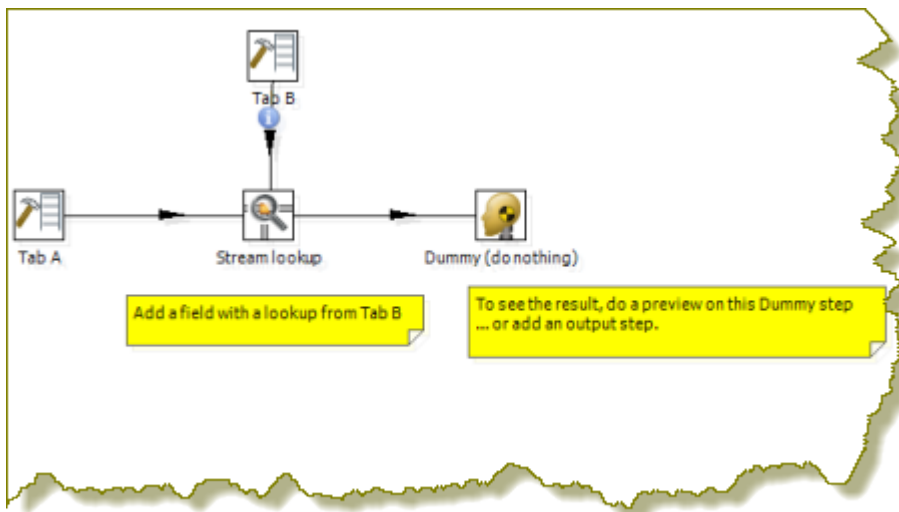 Tab B
i
Tab A
Stream lookup
Dummy (do nothing)
Add a field with a lookup from Tab B
To see the result, do a preview on this Dummy step
... or add an output step.